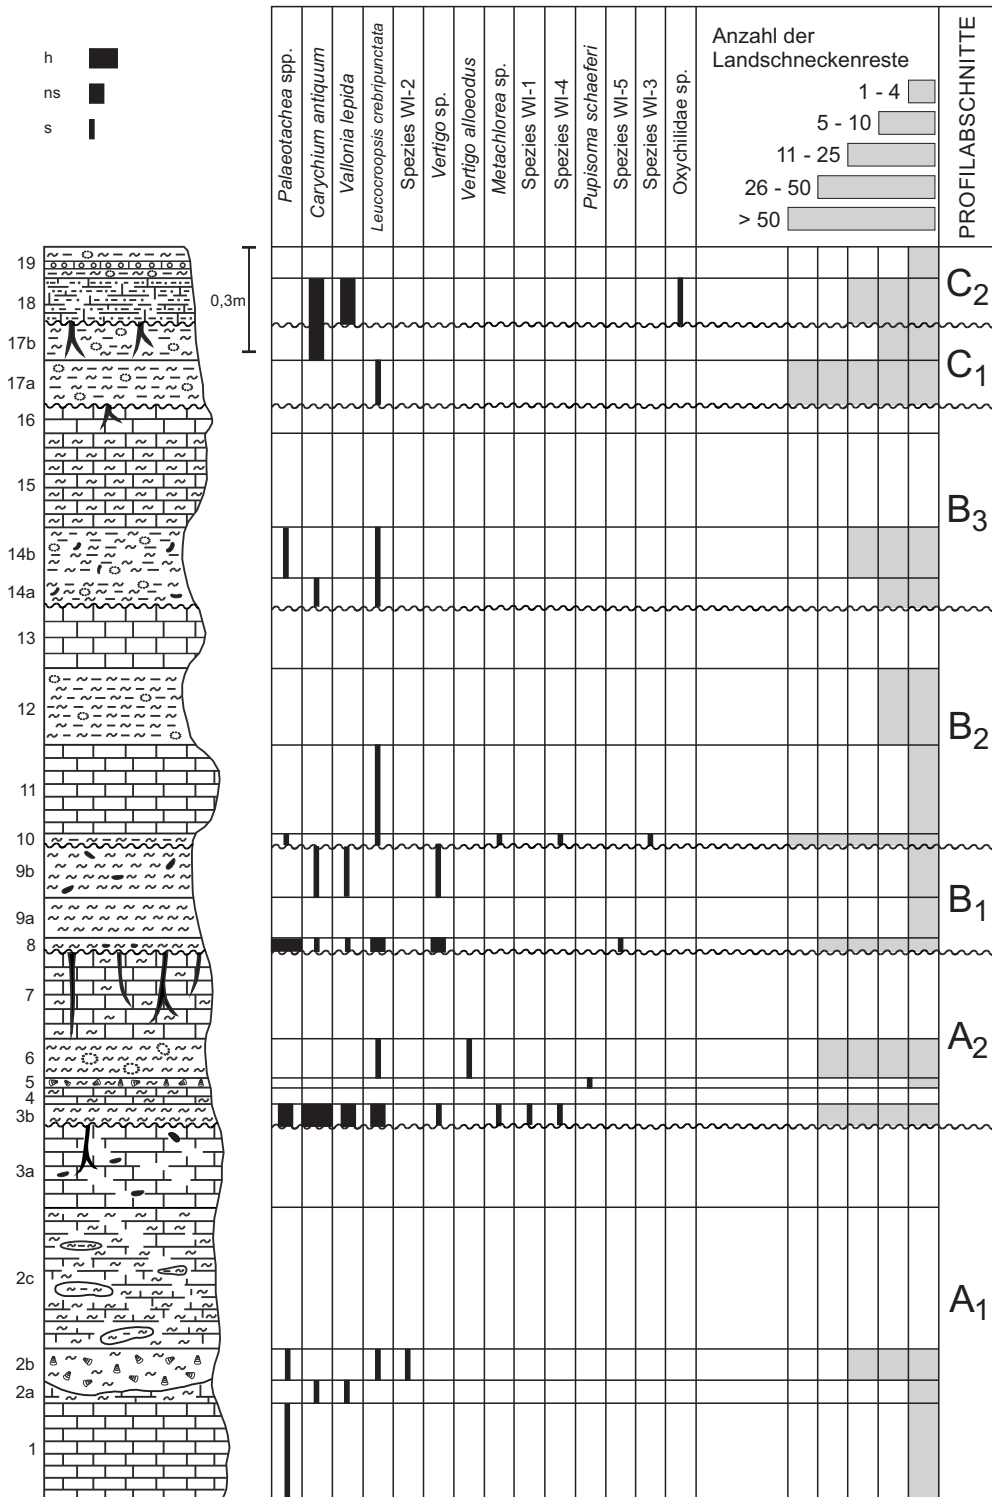 h
ns
s
Palaeotachea spp.
Carychium antiquum
Vallonia lepida
Leucocroopsis crebripunctata
Spezies WI-2
Vertigo sp.
Vertigo alloeodus
Metachlorea sp.
Spezies WI-1
Spezies WI-4
Pupisoma schaeferi
Spezies WI-5
Spezies WI-3
Oxychilidae sp.
Anzahl der
Landschneckenreste
1 - 4
5 - 10
11 - 25
26 - 50
> 50
PROFILABSCHNITTE
0,3m
19
18
17b
17a
16
15
14b
14a
13
12
11
10
9b
9a
8
7
6
5
4
3b
3a
2c
2b
2a
1
C2
C1
B3
B2
B1
A2
A1